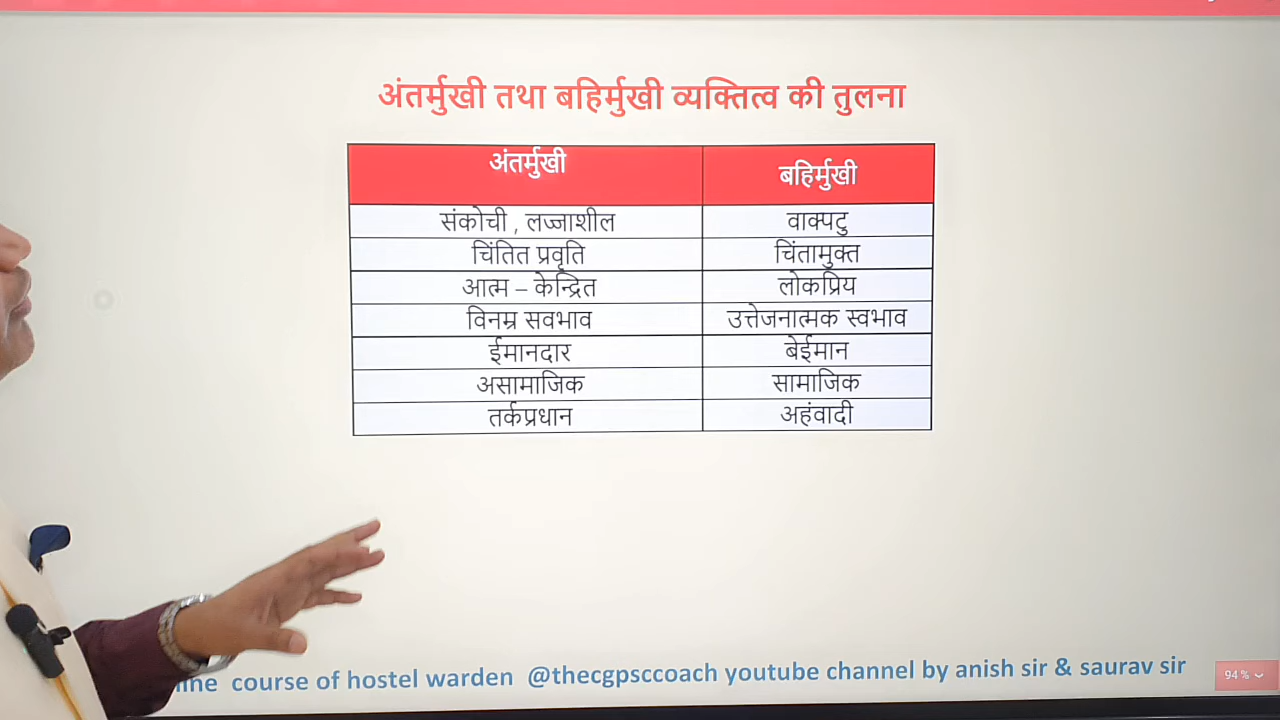 अंतर्मुखी तथा बहिर्मुखी व्यक्तित्व की तुलना
अंतर्मुखी बहिर्मुखी
संकोची , लज्जाशील वाक्पटु
चिंतित प्रवृति चिंतामुक्त
आत्म – केन्द्रित लोकप्रिय
विनम्र सवभाव उत्तेजनात्मक स्वभाव
ईमानदार बेईमान
असामाजिक सामाजिक
तर्कप्रधान अहंवादी
course of hostel warden @thecgpsccoach youtube channel by anish sir & saurav sir
94%